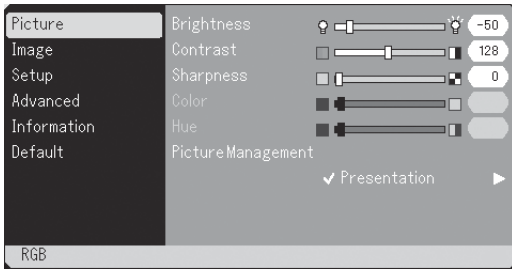 Picture
Image
Setup
Advanced
Information
Default
Brightness -50
Contrast 128
Sharpness 0
Color
Hue
Picture Management
✓ Presentation ▶
RGB